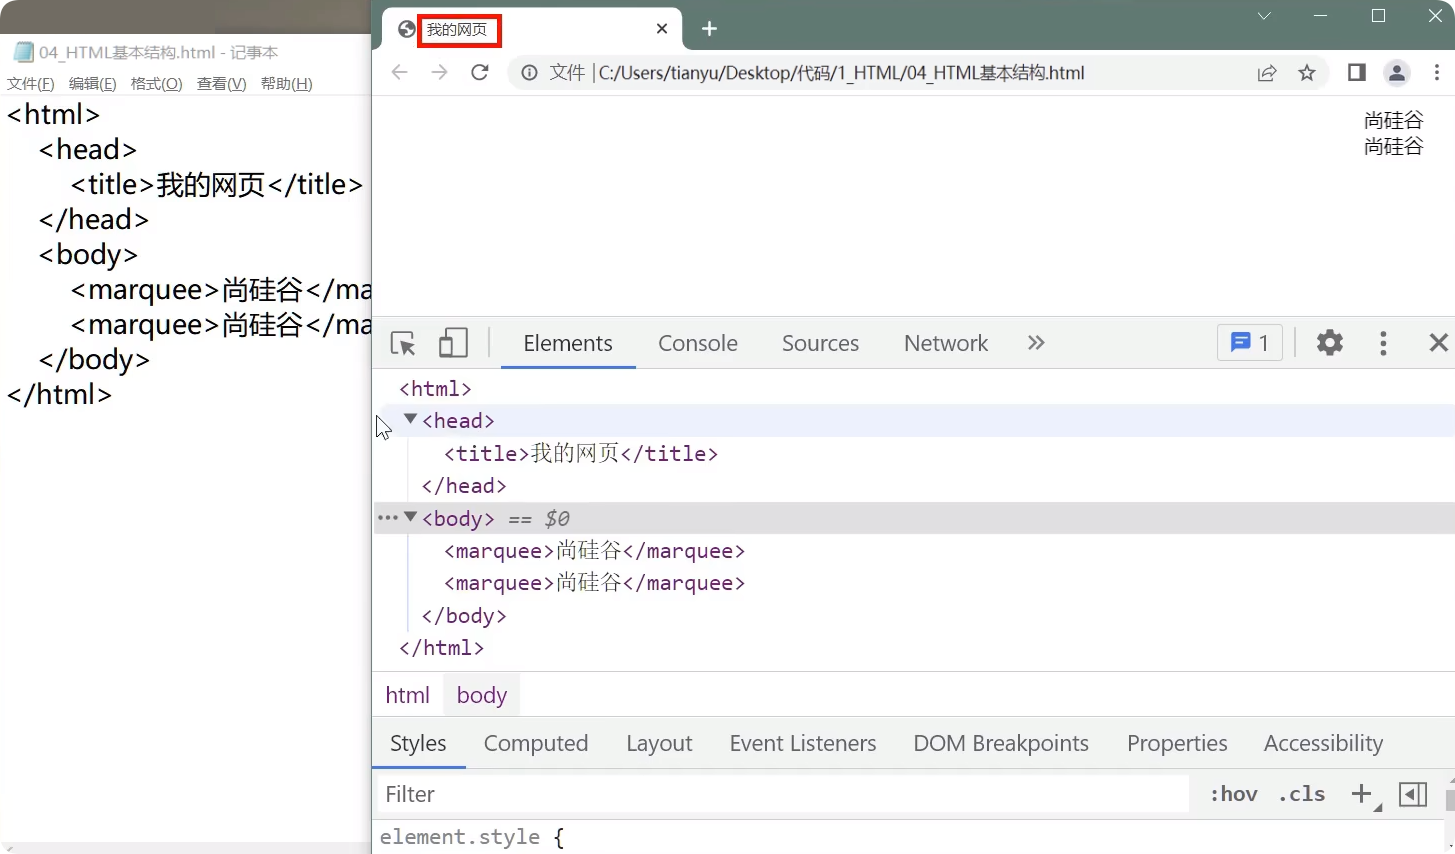 04_HTML基本结构.html - 记事本
文件(F) 编辑(E) 格式(O) 查看(V) 帮助(H)
<html>
<head>
<title>我的网页</title>
</head>
<body>
<marquee>尚硅谷</ma
<marquee>尚硅谷</ma
</body>
</html>
我的网页
文件 | C:/Users/tianyu/Desktop/代码/1_HTML/04_HTML基本结构.html
尚硅谷
尚硅谷
Elements Console Sources Network » 1
<html>
▼<head>
<title>我的网页</title>
</head>
▼<body> == $0
<marquee>尚硅谷</marquee>
<marquee>尚硅谷</marquee>
</body>
</html>
html body
Styles Computed Layout Event Listeners DOM Breakpoints Properties Accessibility
Filter :hov .cls +
element.style {